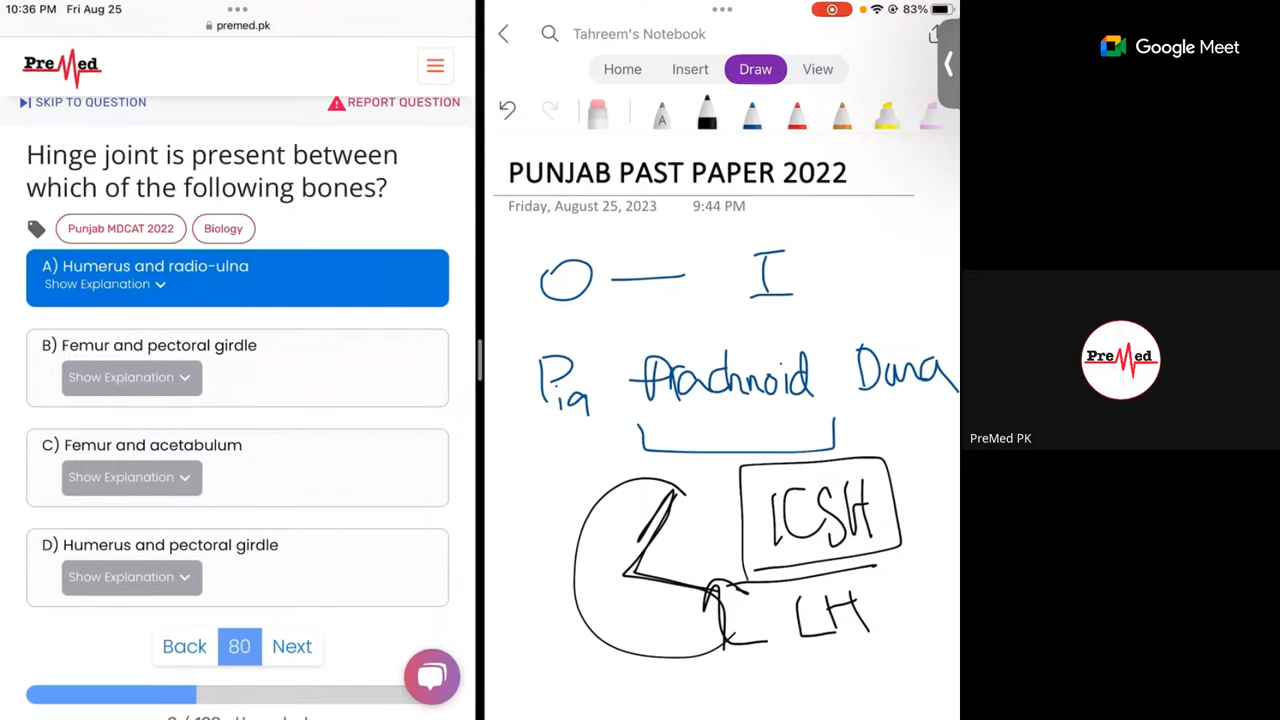 10:36 PM Fri Aug 25
premed.pk
PreMed
SKIP TO QUESTION
REPORT QUESTION
Hinge joint is present between
which of the following bones?
Punjab MDCAT 2022
Biology
A) Humerus and radio-ulna
Show Explanation
B) Femur and pectoral girdle
Show Explanation
C) Femur and acetabulum
Show Explanation
D) Humerus and pectoral girdle
Show Explanation
Back 80 Next
83%
Tahreem's Notebook
Home Insert Draw View
A
PUNJAB PAST PAPER 2022
Friday, August 25, 2023 9:44 PM
O — I
Pia Arachnoid Dura
ICSH
LH
Google Meet
PreMed
PreMed PK